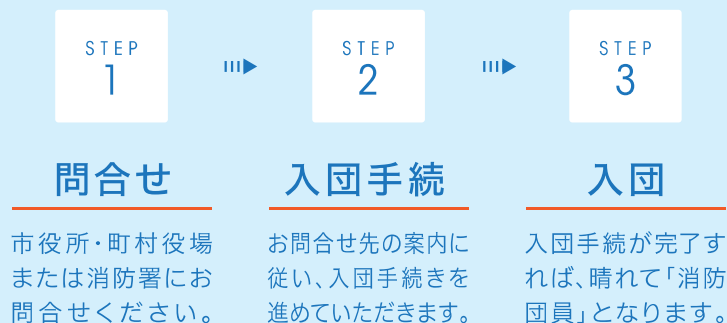 STEP
1
STEP
2
STEP
3
問合せ
入団手続
入団
市役所・町村役場
または消防署にお
問合せください。
お問合せ先の案内に
従い、入団手続きを
進めていただきます。
入団手続が完了す
れば、晴れて「消防
団員」となります。